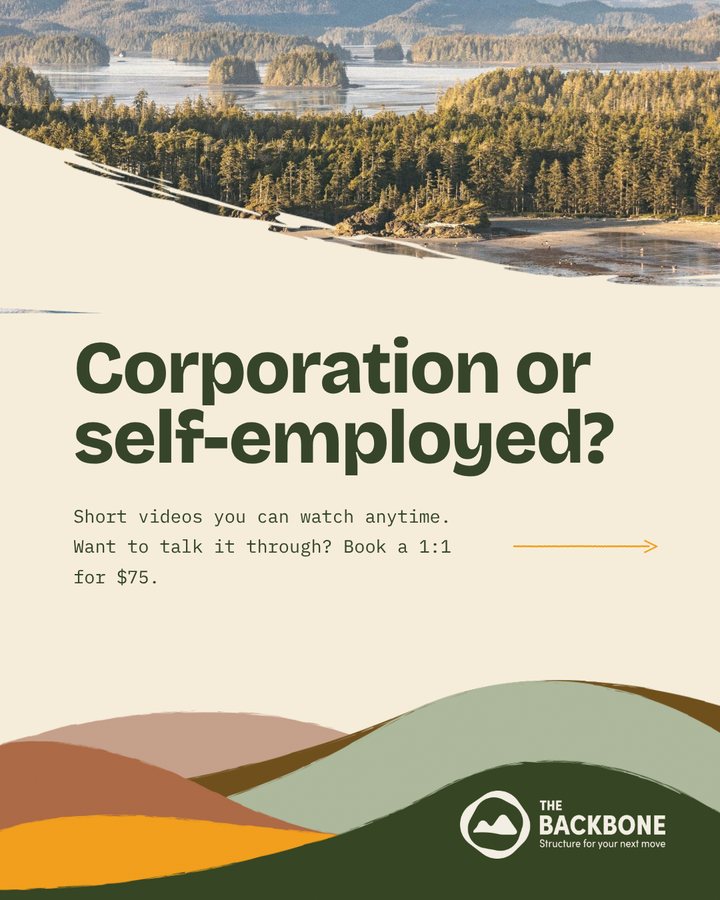 Corporation or
self-employed?
Short videos you can watch anytime.
Want to talk it through? Book a 1:1
for $75.
THE
BACKBONE
Structure for your next move